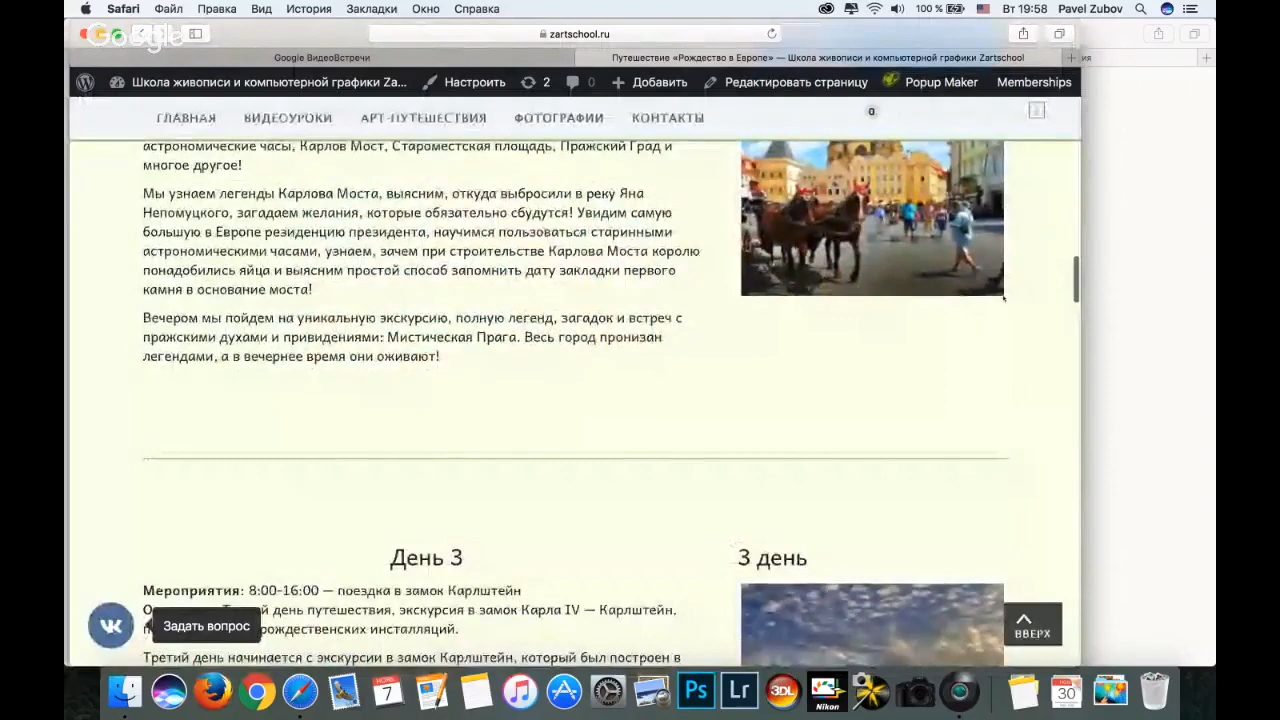 Safari Файл Правка Вид История Закладки Окно Справка 100 % Вт 19:58 Pavel Zubov
Google
zartschool.ru
Google ВидеоВстречи
Путешествие «Рождество в Европе» — Школа живописи и компьютерной графики Zartschool
Школа живописи и компьютерной графики Za... Настроить 2 0 Добавить Редактировать страницу Popup Maker Memberships
ГЛАВНАЯ ВИДЕОУРОКИ АРТ-ПУТЕШЕСТВИЯ ФОТОГРАФИИ КОНТАКТЫ 0
астрономические часы, Карлов Мост, Староместская площадь, Пражский Град и
многое другое!
Мы узнаем легенды Карлова Моста, выясним, откуда выбросили в реку Яна
Непомуцкого, загадаем желания, которые обязательно сбудутся! Увидим самую
большую в Европе резиденцию президента, научимся пользоваться старинными
астрономическими часами, узнаем, зачем при строительстве Карлова Моста королю
понадобились яйца и выясним простой способ запомнить дату закладки первого
камня в основание моста!
Вечером мы пойдем на уникальную экскурсию, полную легенд, загадок и встреч с
пражскими духами и привидениями: Мистическая Прага. Весь город пронизан
легендами, а в вечернее время они оживают!
День 3
3 день
Мероприятия: 8:00-16:00 — поездка в замок Карлштейн
день путешествия, экскурсия в замок Карла IV — Карлштейн,
рождественских инсталляций.
Задать вопрос
ВВЕРХ
Третий день начинается с экскурсии в замок Карлштейн, который был построен в
НОЯБ.
7
Ps
Lr
3DL
Nikon
30